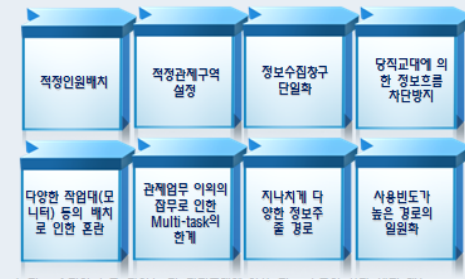 적정인원배치
적정관제구역
설정
정보수집창구
단일화
당직교대에 의
한 정보흐름
차단방지
다양한 작업대(모
니터) 등의 배치
로 인한 혼란
관제업무 이외의
잡무로 인한
Multi-task의
한계
지나치게 다
양한 정보주
출 경로
사용빈도가
높은 경로의
일원화